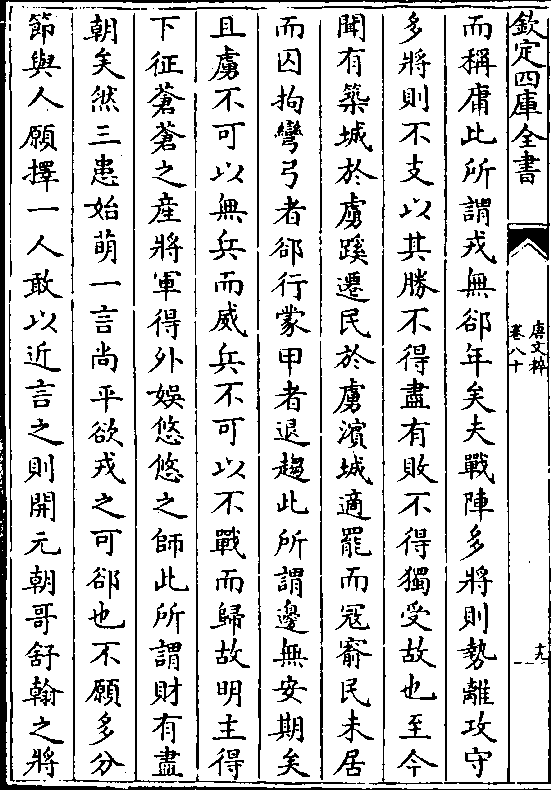 欽定四庫全書
唐文粹
卷八十
十九
而稱庸此所謂戎無郤年矣夫戰陣多將則勢離攻守
多將則不支以其勝不得盡有敗不得獨受故也至今
聞有築城於虜蹊遷民於虜濱城適罷而冦窬民未居
而囚拘彎弓者郤行蒙甲者退趨此所謂邊無安期矣
且虜不可以無兵而威兵不可以不戰而歸故明主得
下征蒼蒼之產將軍得外娛悠悠之師此所謂財有盡
朝矣然三患始萌一言尚平欲戎之可郤也不願多分
節與人願擇一人敢以近言之則開元朝哥舒翰之將